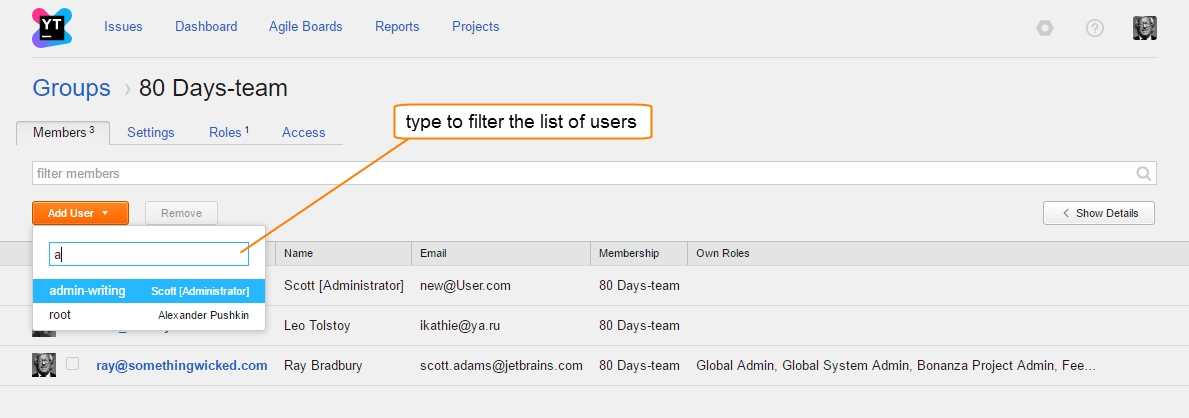 YT
Issues Dashboard Agile Boards Reports Projects
Groups › 80 Days-team
type to filter the list of users
Members 3 Settings Roles 1 Access
filter members
Add User Remove Show Details
a
Name Email Membership Own Roles
admin-writing Scott [Administrator]
Scott [Administrator] new@User.com 80 Days-team
root Alexander Pushkin
Leo Tolstoy ikathie@ya.ru 80 Days-team
ray@somethingwicked.com Ray Bradbury scott.adams@jetbrains.com 80 Days-team Global Admin, Global System Admin, Bonanza Project Admin, Fee…